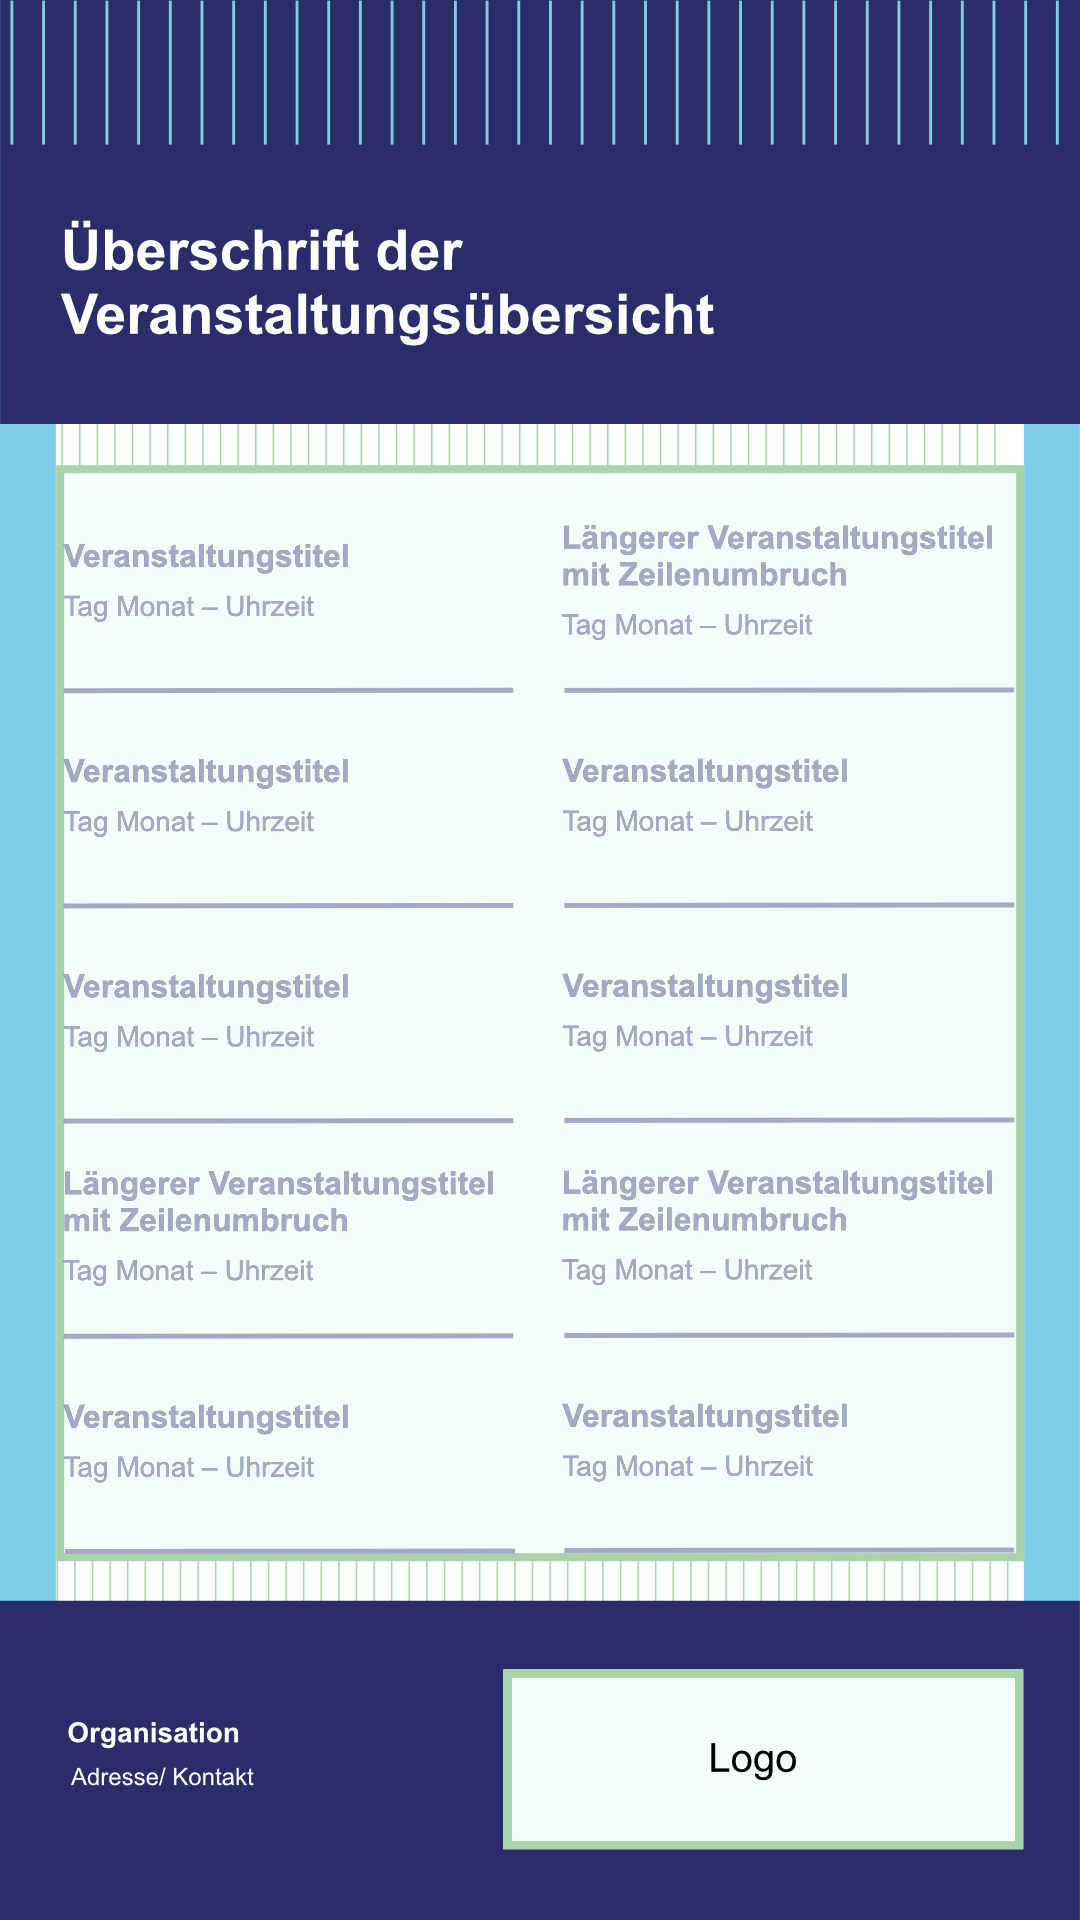 Überschrift der
Veranstaltungsübersicht
Veranstaltungstitel
Tag Monat – Uhrzeit
Längerer Veranstaltungstitel
mit Zeilenumbruch
Tag Monat – Uhrzeit
Veranstaltungstitel
Tag Monat – Uhrzeit
Veranstaltungstitel
Tag Monat – Uhrzeit
Veranstaltungstitel
Tag Monat – Uhrzeit
Veranstaltungstitel
Tag Monat – Uhrzeit
Längerer Veranstaltungstitel
mit Zeilenumbruch
Tag Monat – Uhrzeit
Längerer Veranstaltungstitel
mit Zeilenumbruch
Tag Monat – Uhrzeit
Veranstaltungstitel
Tag Monat – Uhrzeit
Veranstaltungstitel
Tag Monat – Uhrzeit
Organisation
Adresse/ Kontakt
Logo